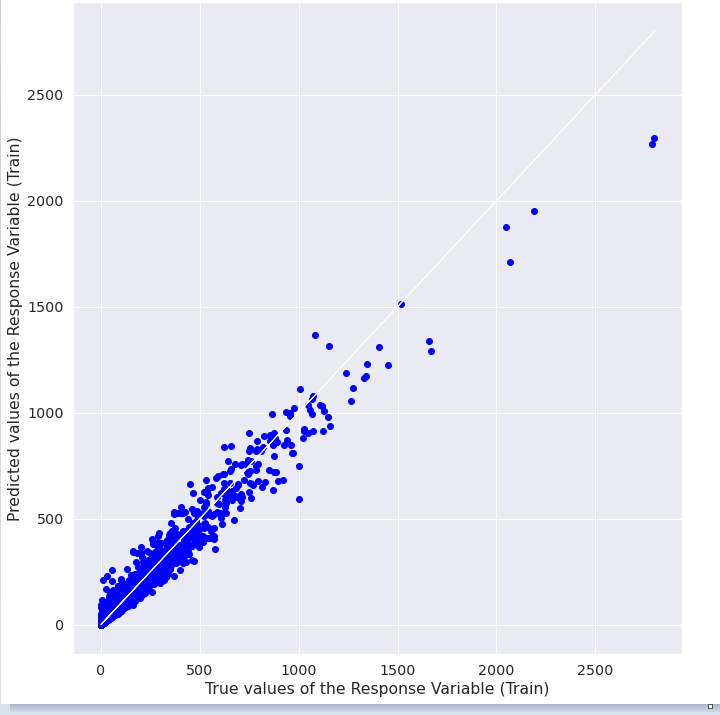 2500
2000
1500
1000
500
0
Predicted values of the Response Variable (Train)
0 500 1000 1500 2000 2500
True values of the Response Variable (Train)